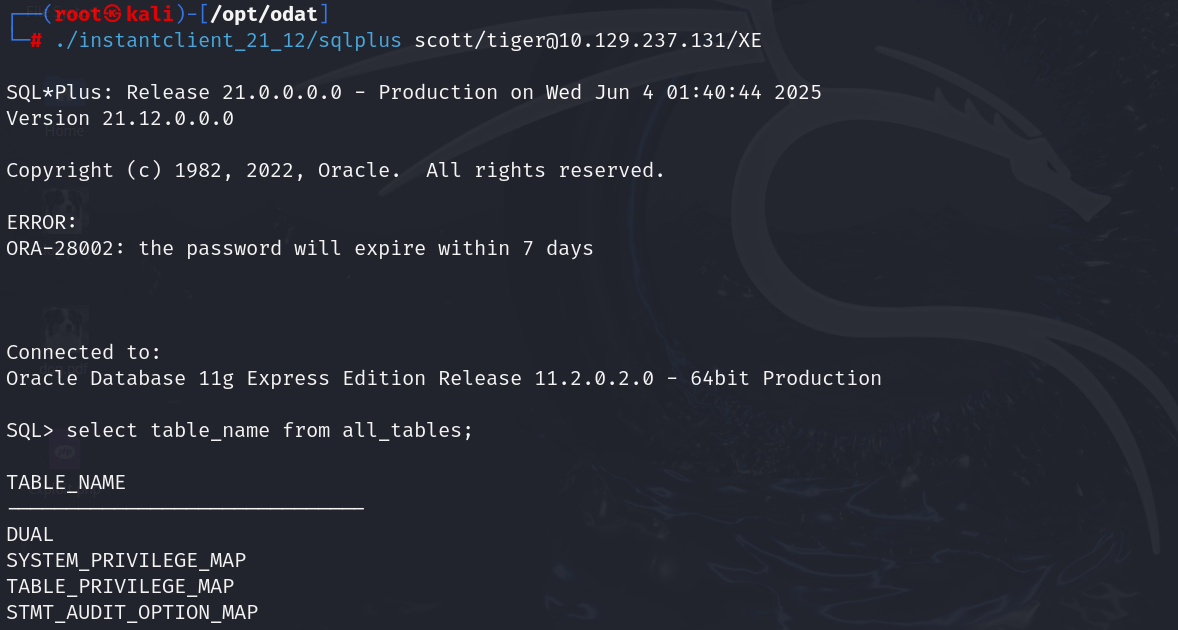 ┌──(root㉿kali)-[/opt/odat]
└─# ./instantclient_21_12/sqlplus scott/tiger@10.129.237.131/XE
SQL*Plus: Release 21.0.0.0.0 - Production on Wed Jun 4 01:40:44 2025
Version 21.12.0.0.0
Home
Copyright (c) 1982, 2022, Oracle.  All rights reserved.
ERROR:
ORA-28002: the password will expire within 7 days
Connected to:
Oracle Database 11g Express Edition Release 11.2.0.2.0 - 64bit Production
SQL> select table_name from all_tables;
TABLE_NAME
------------------------------
DUAL
SYSTEM_PRIVILEGE_MAP
TABLE_PRIVILEGE_MAP
STMT_AUDIT_OPTION_MAP